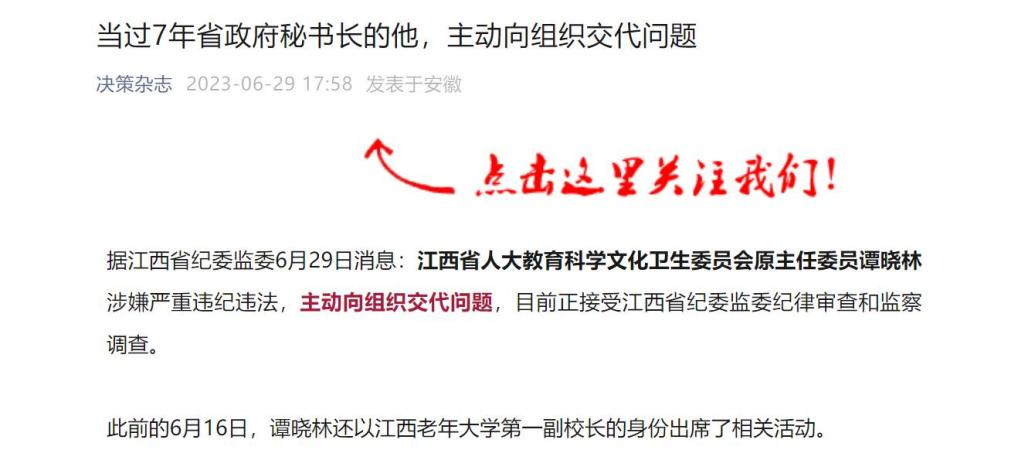 当过7年省政府秘书长的他，主动向组织交代问题
决策杂志 2023-06-29 17:58 发表于安徽
点击这里关注我们！
据江西省纪委监委6月29日消息：江西省人大教育科学文化卫生委员会原主任委员谭晓林
涉嫌严重违纪违法，主动向组织交代问题，目前正接受江西省纪委监委纪律审查和监察
调查。
此前的6月16日，谭晓林还以江西老年大学第一副校长的身份出席了相关活动。